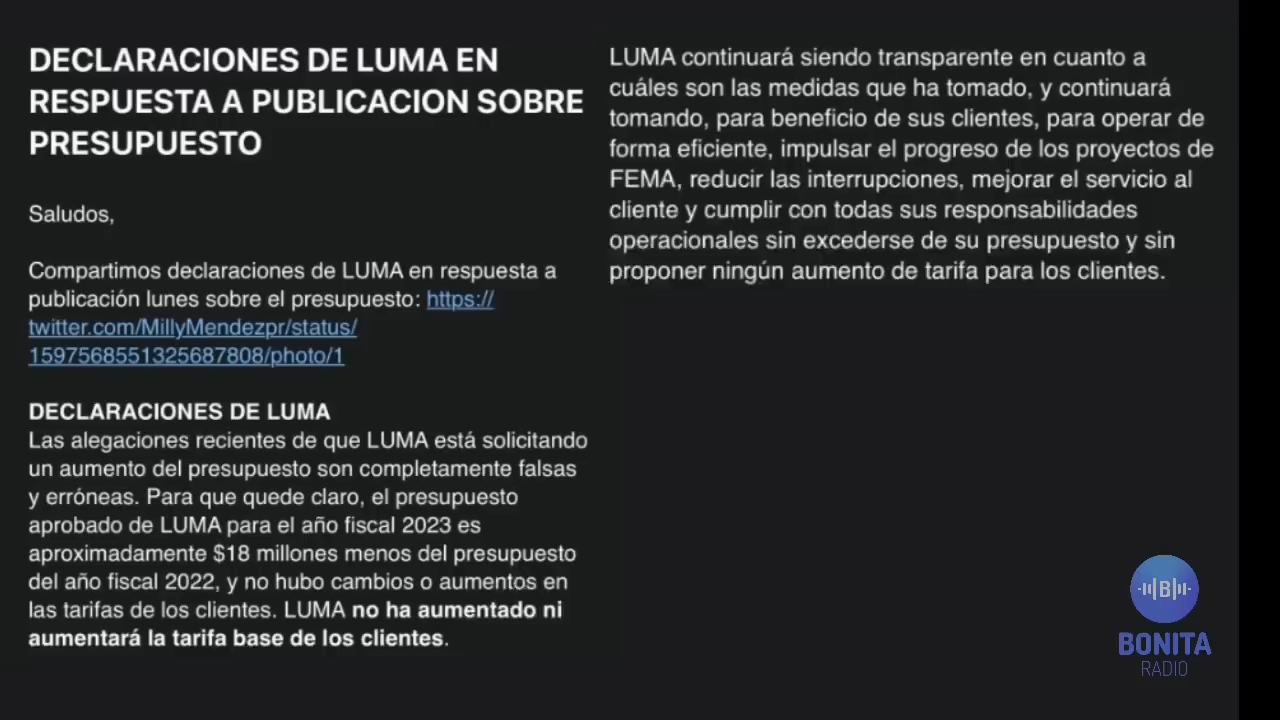 DECLARACIONES DE LUMA EN
RESPUESTA A PUBLICACION SOBRE
PRESUPUESTO
Saludos,
Compartimos declaraciones de LUMA en respuesta a
publicación lunes sobre el presupuesto: https://
twitter.com/MillyMendezpr/status/
1597568551325687808/photo/1
DECLARACIONES DE LUMA
Las alegaciones recientes de que LUMA está solicitando
un aumento del presupuesto son completamente falsas
y erróneas. Para que quede claro, el presupuesto
aprobado de LUMA para el año fiscal 2023 es
aproximadamente $18 millones menos del presupuesto
del año fiscal 2022, y no hubo cambios o aumentos en
las tarifas de los clientes. LUMA no ha aumentado ni
aumentará la tarifa base de los clientes.
LUMA continuará siendo transparente en cuanto a
cuáles son las medidas que ha tomado, y continuará
tomando, para beneficio de sus clientes, para operar de
forma eficiente, impulsar el progreso de los proyectos de
FEMA, reducir las interrupciones, mejorar el servicio al
cliente y cumplir con todas sus responsabilidades
operacionales sin excederse de su presupuesto y sin
proponer ningún aumento de tarifa para los clientes.
B
BONITA
RADIO